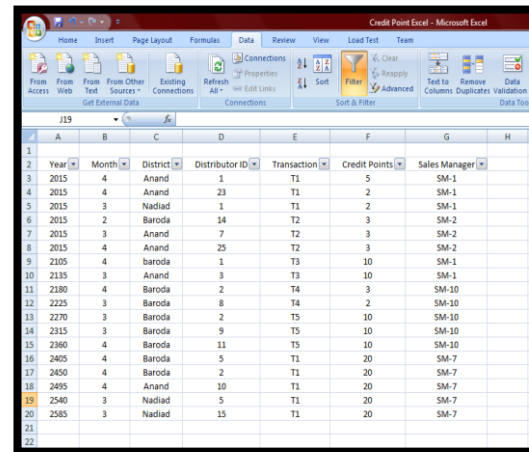 Credit Point Excel - Microsoft Excel
Home Insert Page Layout Formulas Data Review View Load Test Team
From Access From Web From Text From Other Sources Existing Connections Refresh All Connections Properties Edit Links Sort Filter Clear Reapply Advanced Text to Columns Remove Duplicates Data Validation
Get External Data Connections Sort & Filter Data Too
J19 fx
A B C D E F G H
1
2 Year Month District Distributor ID Transaction Credit Points Sales Manager
3 2015 4 Anand 1 T1 5 SM-1
4 2015 4 Anand 23 T1 2 SM-1
5 2015 3 Nadiad 1 T1 2 SM-1
6 2015 2 Baroda 14 T2 3 SM-2
7 2015 3 Anand 7 T2 3 SM-2
8 2015 4 Anand 25 T2 3 SM-2
9 2105 4 baroda 1 T3 10 SM-1
10 2135 3 Anand 3 T3 10 SM-1
11 2180 4 Baroda 2 T4 3 SM-10
12 2225 3 Baroda 8 T4 2 SM-10
13 2270 3 Baroda 2 T5 10 SM-10
14 2315 3 Baroda 9 T5 10 SM-10
15 2360 4 Baroda 11 T5 10 SM-10
16 2405 4 Baroda 5 T1 20 SM-7
17 2450 4 Baroda 2 T1 20 SM-7
18 2495 4 Anand 10 T1 20 SM-7
19 2540 3 Nadiad 5 T1 20 SM-7
20 2585 3 Nadiad 15 T1 20 SM-7
21
22